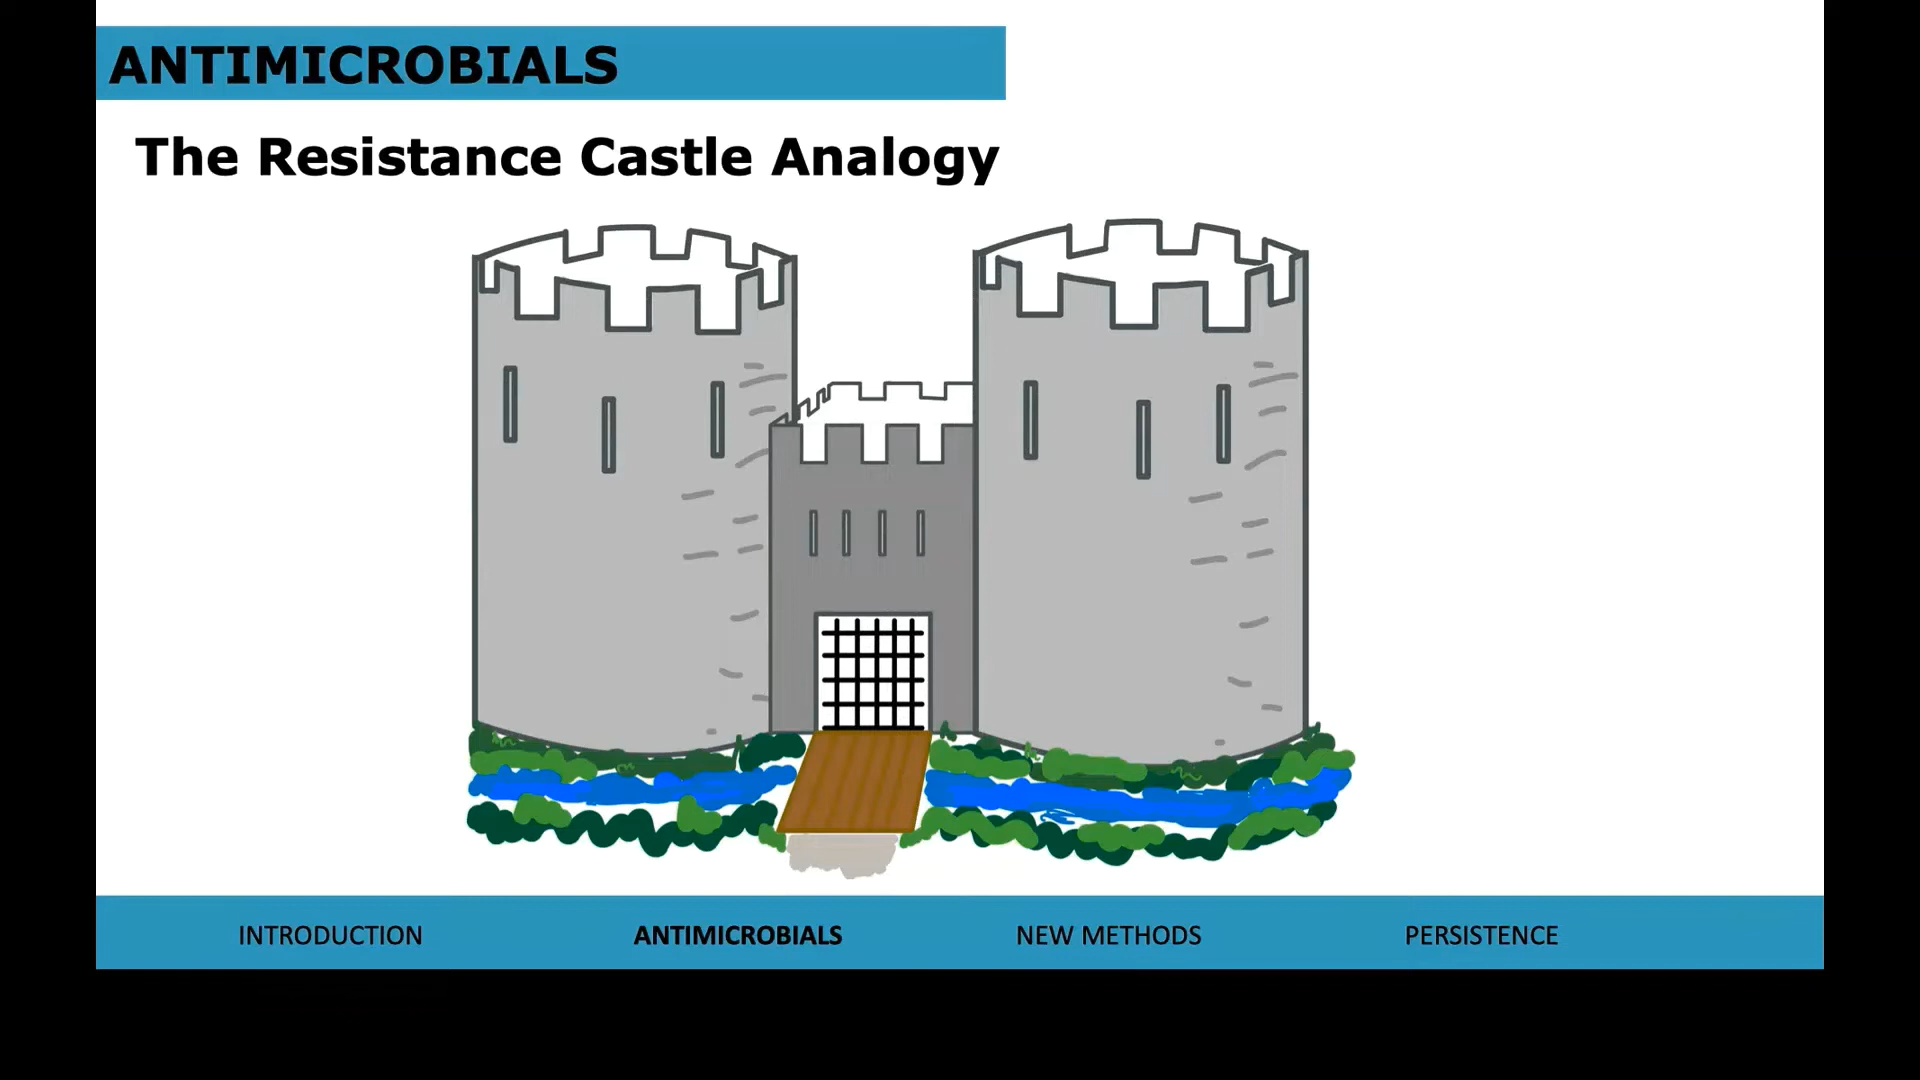 ANTIMICROBIALS
The Resistance Castle Analogy
INTRODUCTION
ANTIMICROBIALS
NEW METHODS
PERSISTENCE